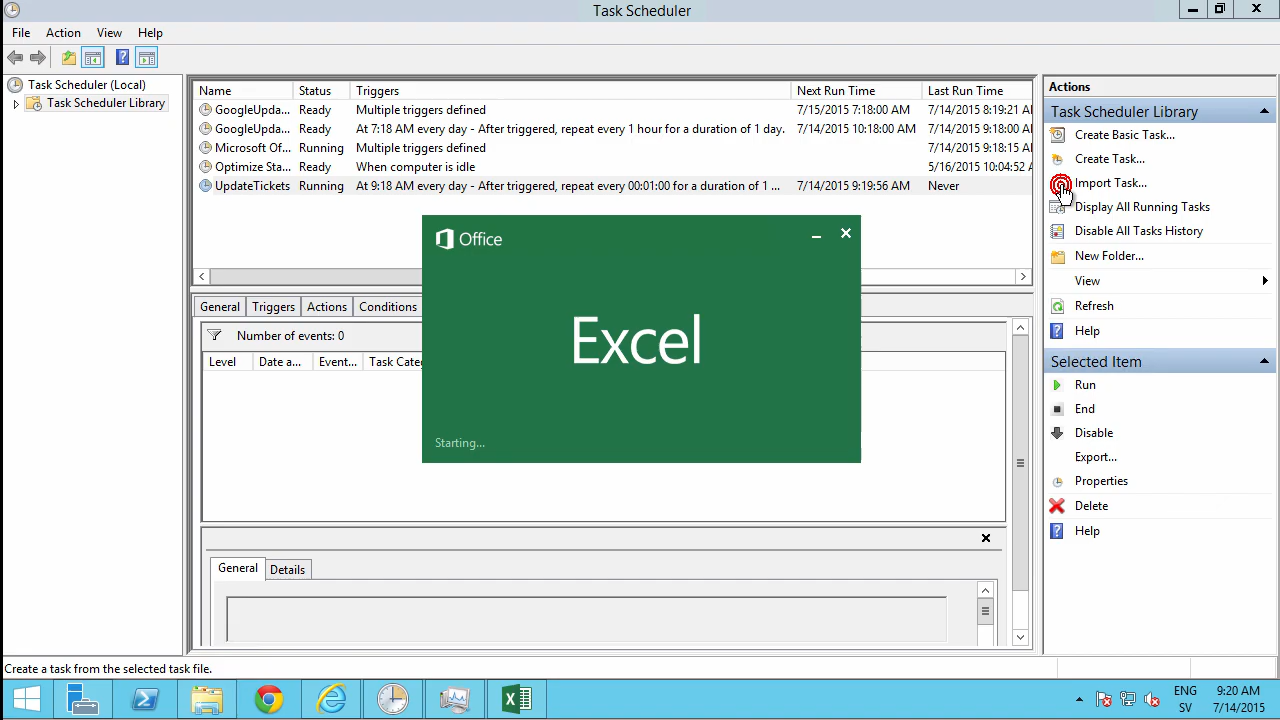 Task Scheduler
File Action View Help
Task Scheduler (Local)
Task Scheduler Library
Name Status Triggers Next Run Time Last Run Time
GoogleUpda... Ready Multiple triggers defined 7/15/2015 7:18:00 AM 7/14/2015 8:19:21 A
GoogleUpda... Ready At 7:18 AM every day - After triggered, repeat every 1 hour for a duration of 1 day. 7/14/2015 10:18:00 AM 7/14/2015 9:18:00 A
Microsoft Of... Running Multiple triggers defined 7/14/2015 9:18:15 A
Optimize Sta... Ready When computer is idle 5/16/2015 10:04:52 A
UpdateTickets Running At 9:18 AM every day - After triggered, repeat every 00:01:00 for a duration of 1 ... 7/14/2015 9:19:56 AM Never
Office
Excel
Starting...
General Triggers Actions Conditions
Number of events: 0
Level Date a... Event... Task Cate
General Details
Actions
Task Scheduler Library
Create Basic Task...
Create Task...
Import Task...
Display All Running Tasks
Disable All Tasks History
New Folder...
View
Refresh
Help
Selected Item
Run
End
Disable
Export...
Properties
Delete
Help
Create a task from the selected task file.
ENG 9:20 AM
SV 7/14/2015